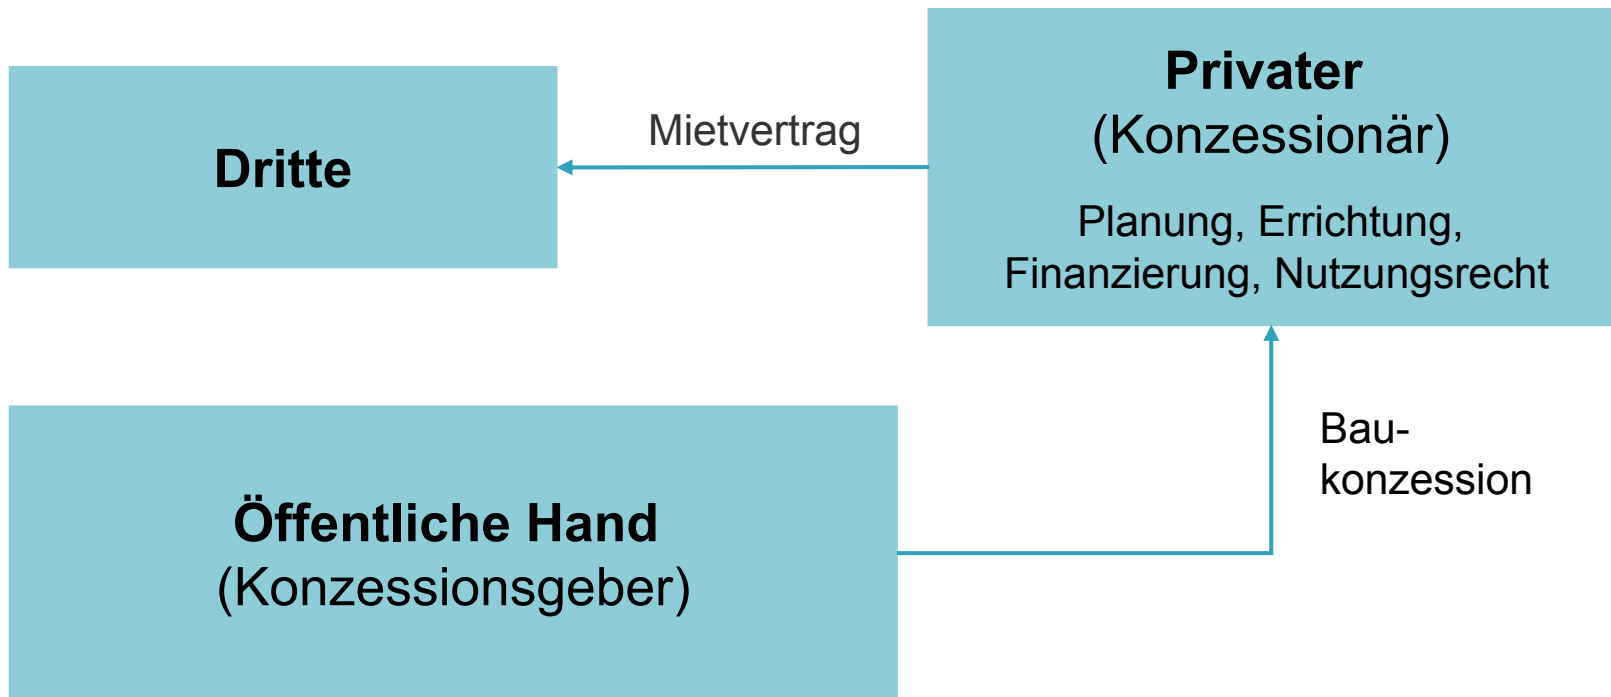 Dritte
Mietvertrag
Privater
(Konzessionär)
Planung, Errichtung,
Finanzierung, Nutzungsrecht
Öffentliche Hand
(Konzessionsgeber)
Bau-
konzession